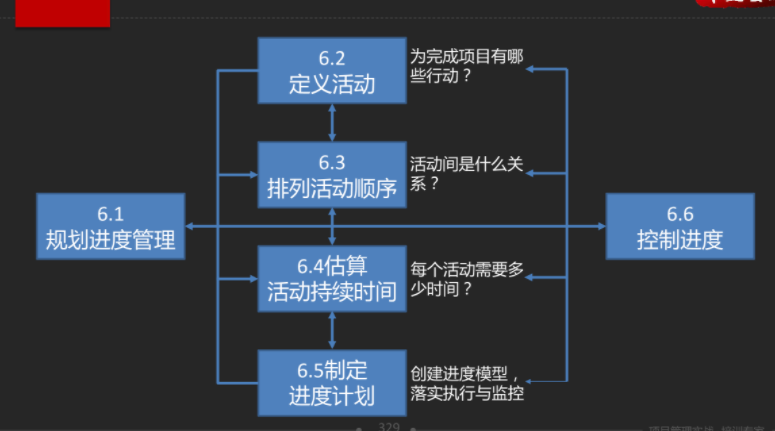 6.2
定义活动
为完成项目有哪
些行动？
6.3
排列活动顺序
活动间是什么关
系？
6.1
规划进度管理
6.6
控制进度
6.4估算
活动持续时间
每个活动需要多
少时间？
6.5制定
进度计划
创建进度模型，
落实执行与监控
329